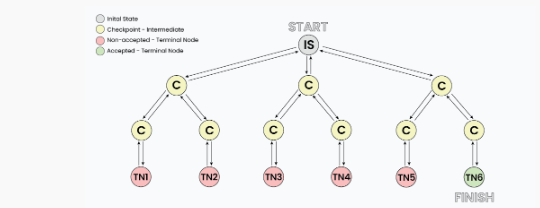 Inital State
Checkpoint - Intermediate
Non-accepted - Terminal Node
Accepted - Terminal Node
START
IS
C C C
C C C C C C
TN1 TN2 TN3 TN4 TN5 TN6
FINISH